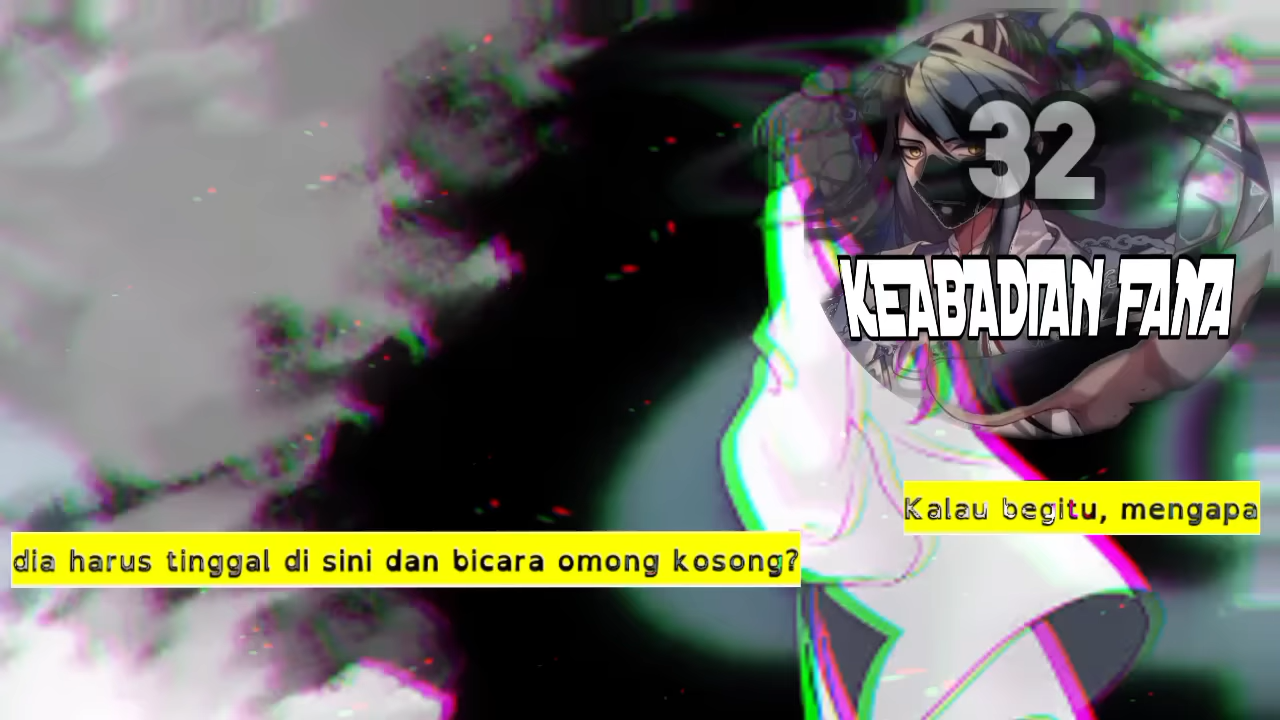 32
KEABADIAN FANA
Kalau begitu, mengapa
dia harus tinggal di sini dan bicara omong kosong?